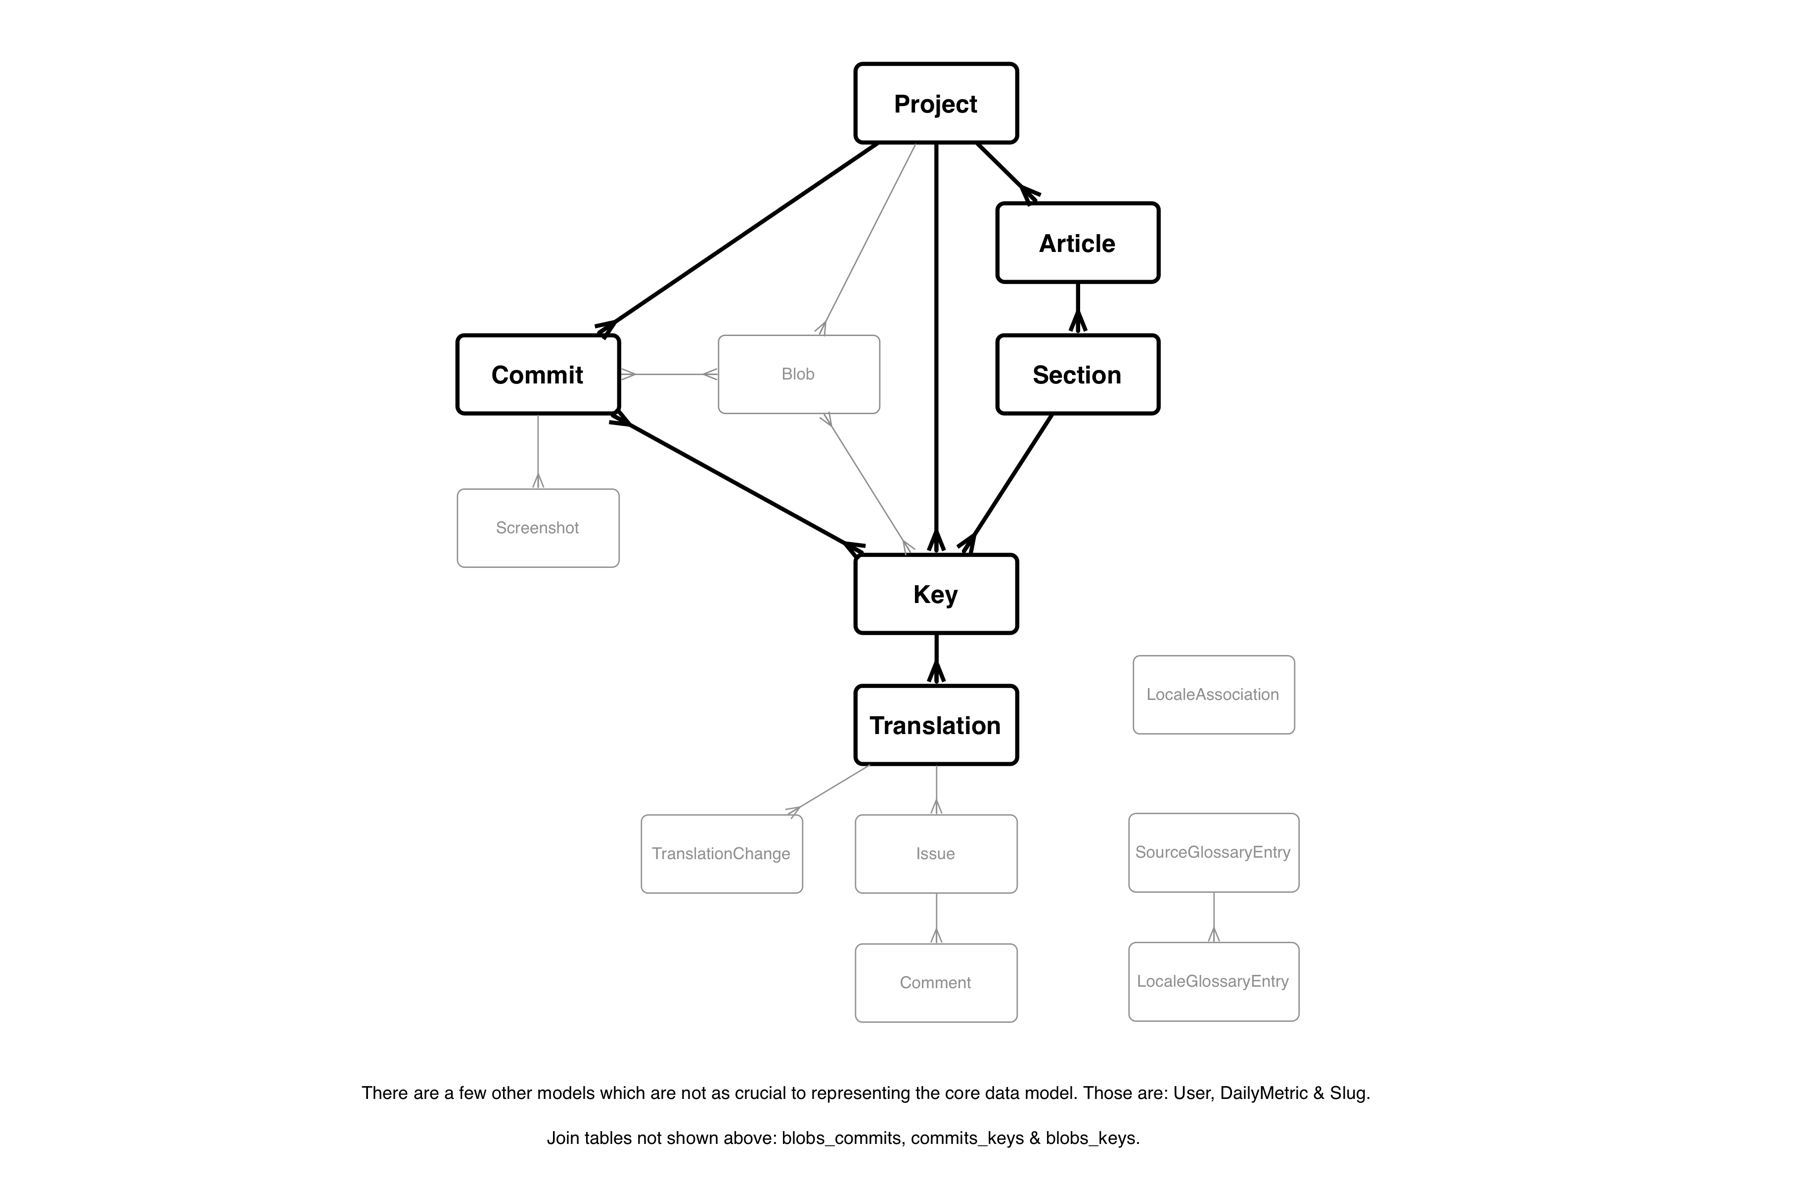 Project
Article
Commit
Blob
Section
Screenshot
Key
LocaleAssociation
Translation
TranslationChange
Issue
SourceGlossaryEntry
Comment
LocaleGlossaryEntry
There are a few other models which are not as crucial to representing the core data model. Those are: User, DailyMetric & Slug.
Join tables not shown above: blobs_commits, commits_keys & blobs_keys.